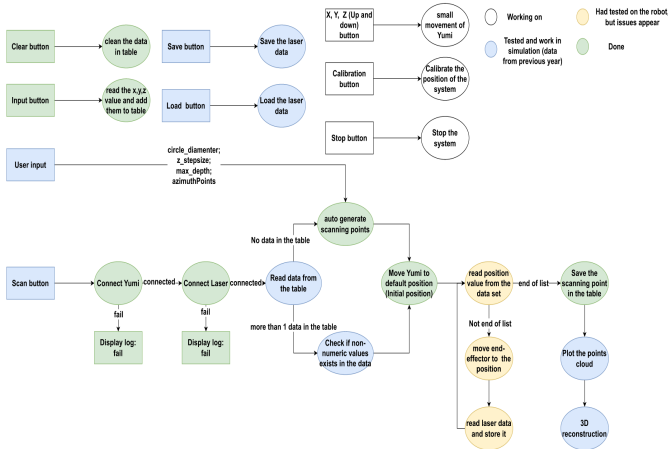 Clear button
clean the data
in table
Save button
Save the laser
data
X, Y, Z (Up and
down)
button
small
movement of
Yumi
Working on
Had tested on the robot,
but issues appear
Tested and work in
simulation (data
from previous year)
Done
Input button
read the x,y,z
value and add
them to table
Load button
Load the laser
data
Calibration
button
Calibrate the
position of the
system
Stop button
Stop the
system
User input
circle_diamenter;
z_stepsize;
max_depth;
azimuthPoints
auto generate
scanning points
No data in the table
Scan button
Connect Yumi
connected
Connect Laser
connected
Read data from
the table
Move Yumi to
default position
(Initial position)
read position
value from the
data set
end of list
Save the
scanning point
in the table
fail
fail
Display log:
fail
Display log:
fail
more than 1 data in the table
Check if non-
numeric values
exists in the data
Not end of list
move end-
effector to the
position
Plot the points
cloud
read laser data
and store it
3D
reconstruction